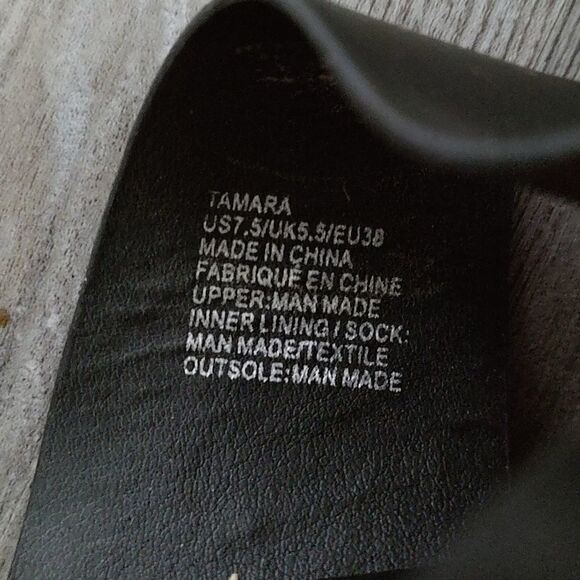 TAMARA
US7.5/UK5.5/EU38
MADE IN CHINA
FABRIQUÉ EN CHINE
UPPER:MAN MADE
INNER LINING / SOCK:
MAN MADE/TEXTILE
OUTSOLE:MAN MADE